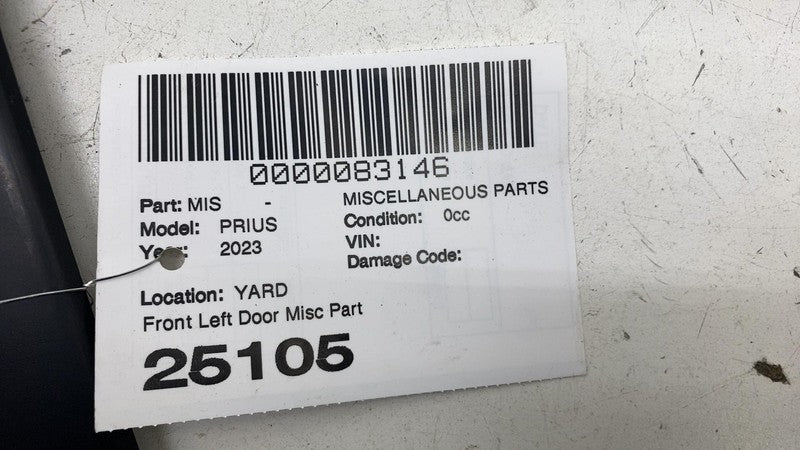 0000083146
Part: MIS - MISCELLANEOUS PARTS
Model: PRIUS Condition: 0cc
Year: 2023 VIN:
Damage Code:
Location: YARD
Front Left Door Misc Part
25105